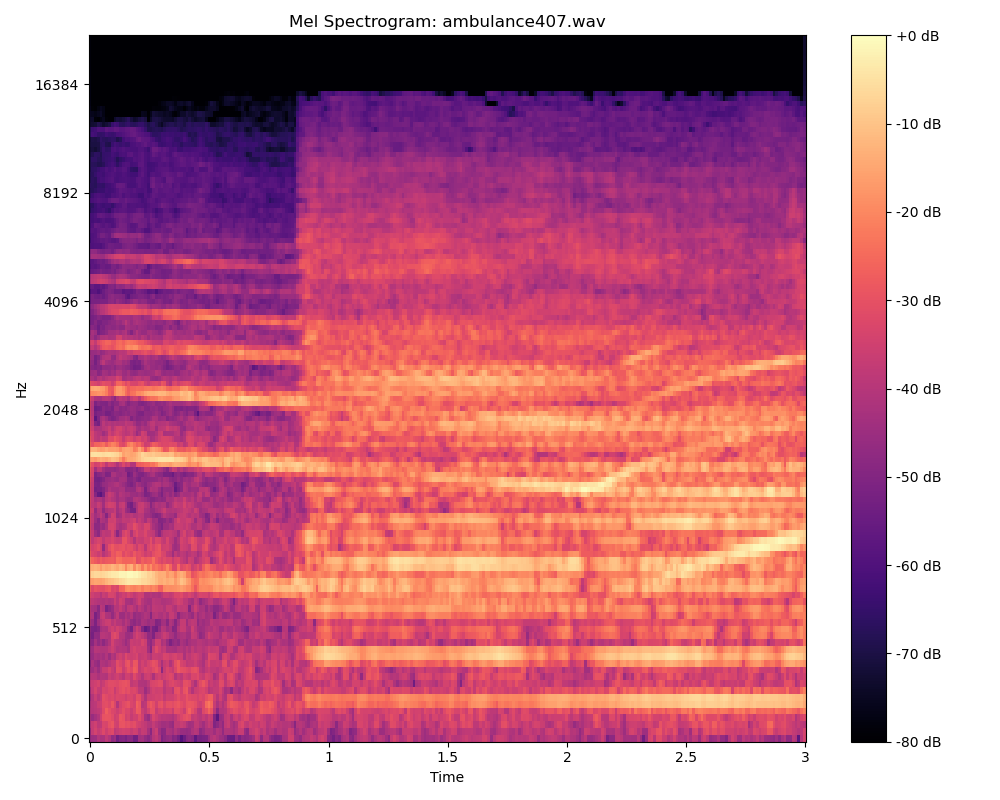 Mel Spectrogram: ambulance407.wav
+0 dB
16384
-10 dB
8192
-20 dB
4096
-30 dB
Hz
2048
-40 dB
1024
-50 dB
512
-60 dB
-70 dB
0
-80 dB
0 0.5 1 1.5 2 2.5 3
Time